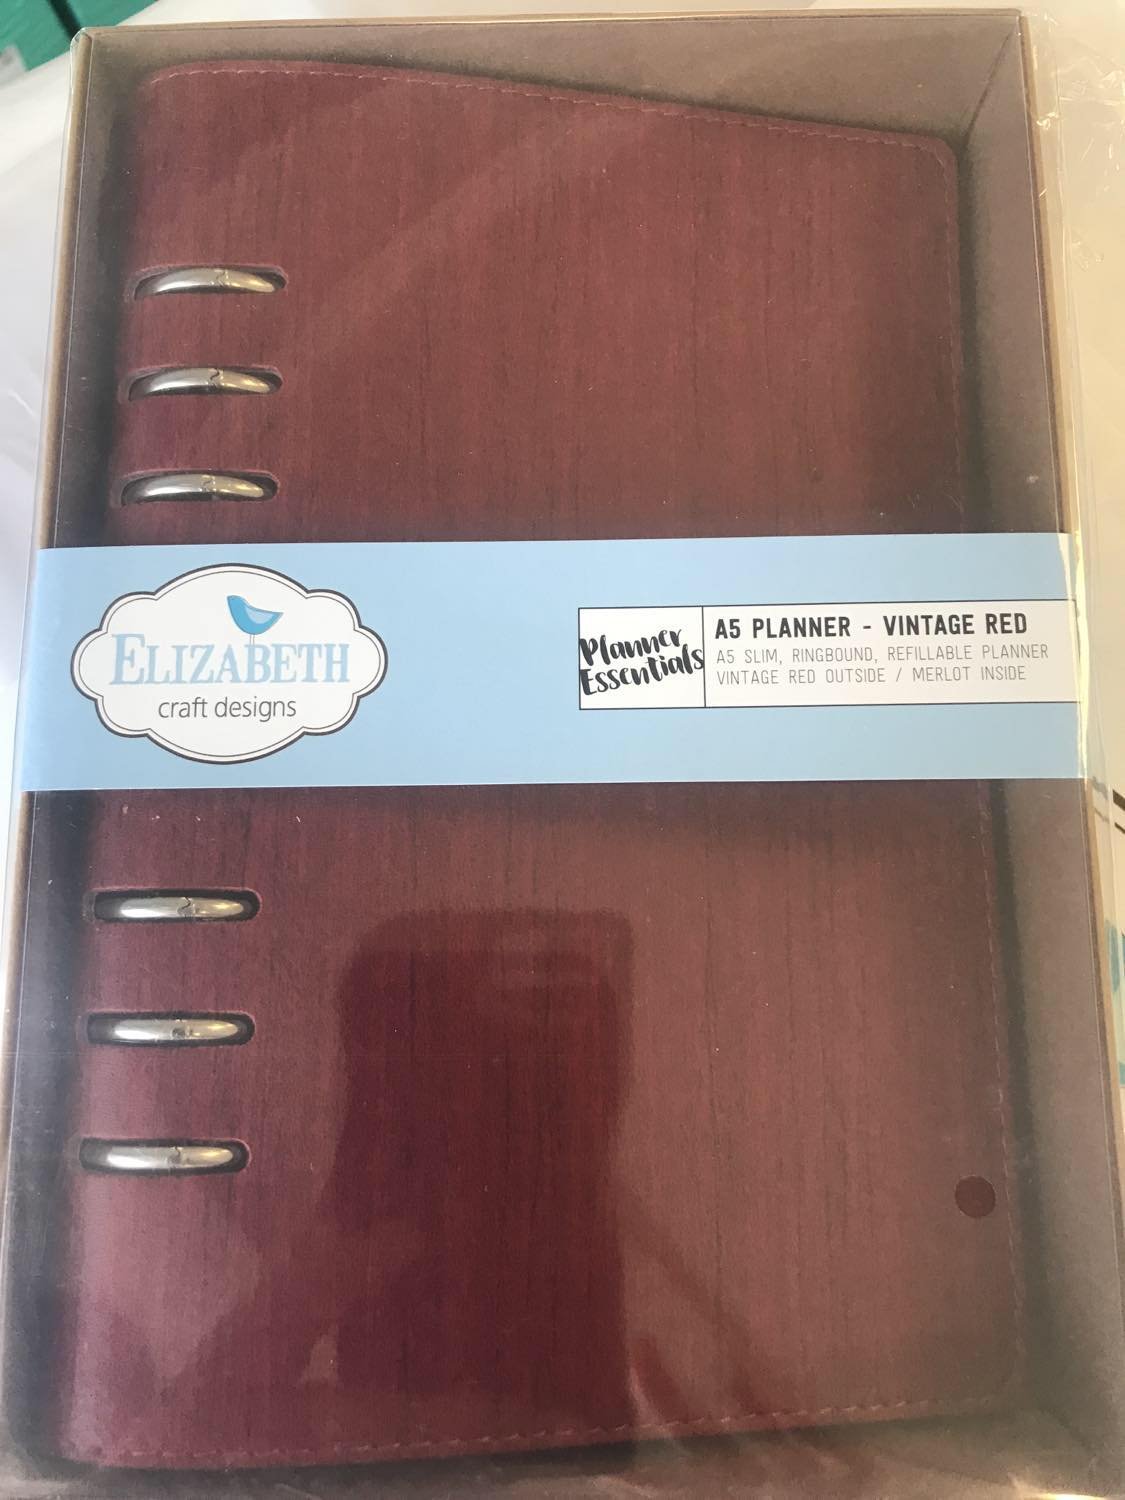 ELIZABETH
craft designs
Planner
Essentials
A5 PLANNER - VINTAGE RED
A5 SLIM, RINGBOUND, REFILLABLE PLANNER
VINTAGE RED OUTSIDE / MERLOT INSIDE